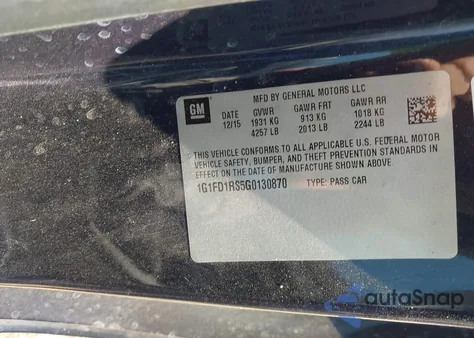 MFD BY GENERAL MOTORS LLC
GM DATE GVWR GAWR FRT GAWR RR
12/15 1931 KG 913 KG 1018 KG
4257 LB 2013 LB 2244 LB
THIS VEHICLE CONFORMS TO ALL APPLICABLE U.S. FEDERAL MOTOR
VEHICLE SAFETY, BUMPER, AND THEFT PREVENTION STANDARDS IN
EFFECT ON THE DATE OF MANUFACTURE SHOWN ABOVE.
1G1FD1RS5G0130870 TYPE: PASS CAR
autoSnap